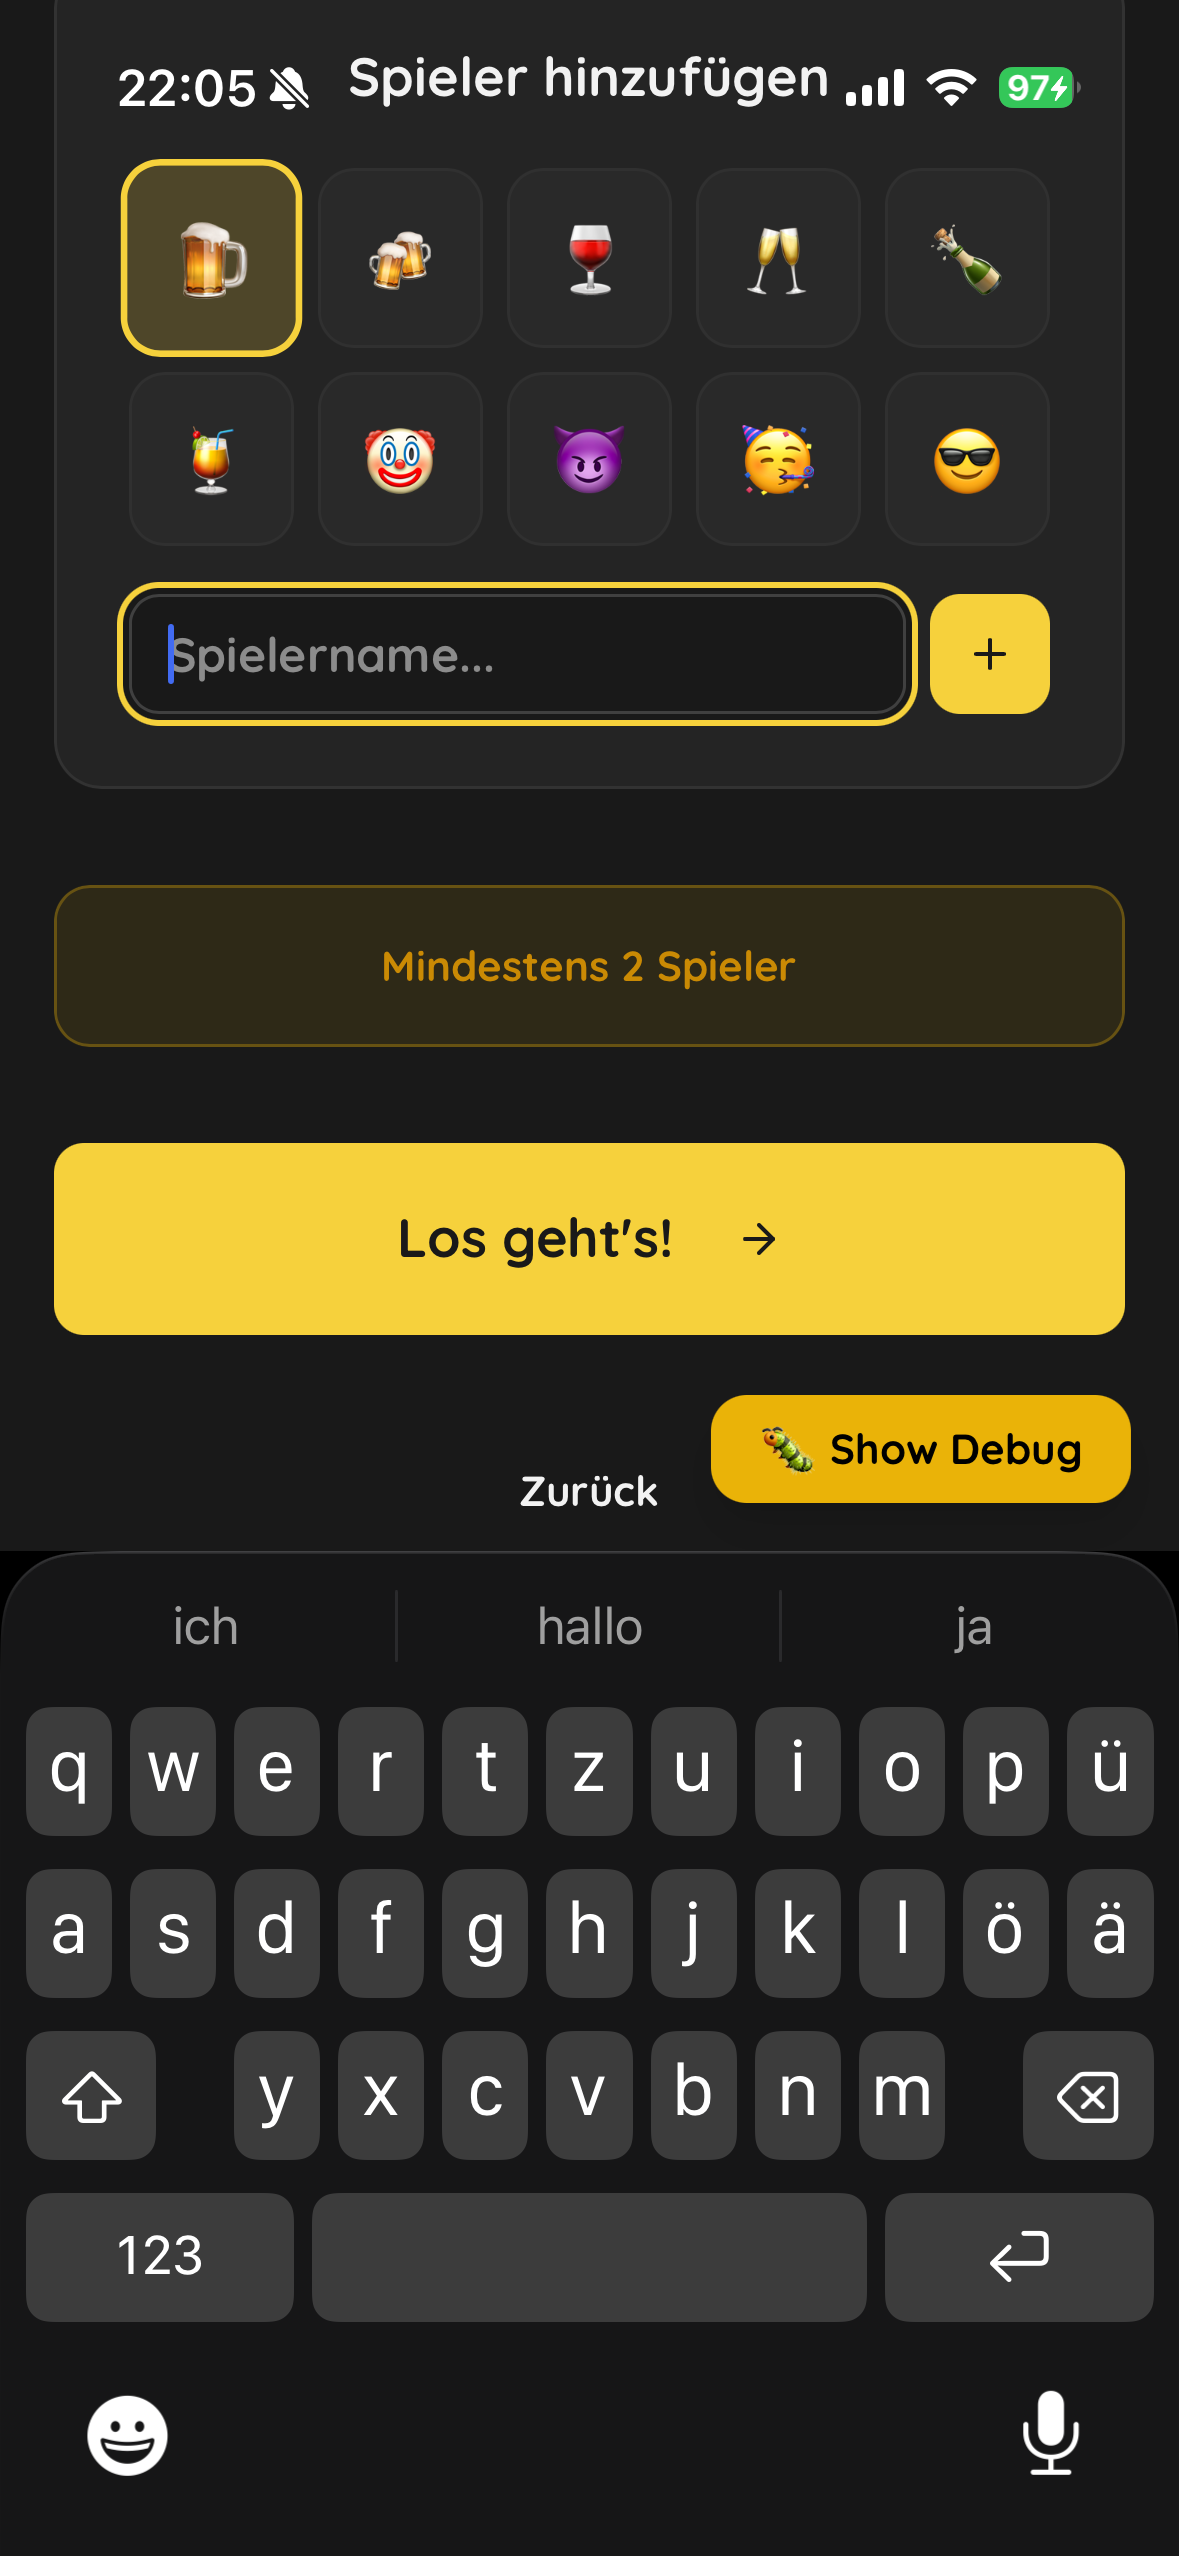 22:05 Spieler hinzufügen 97
Spielername...
+
Mindestens 2 Spieler
Los geht's! →
Show Debug
Zurück
ich hallo ja
q w e r t z u i o p ü
a s d f g h j k l ö ä
y x c v b n m
123